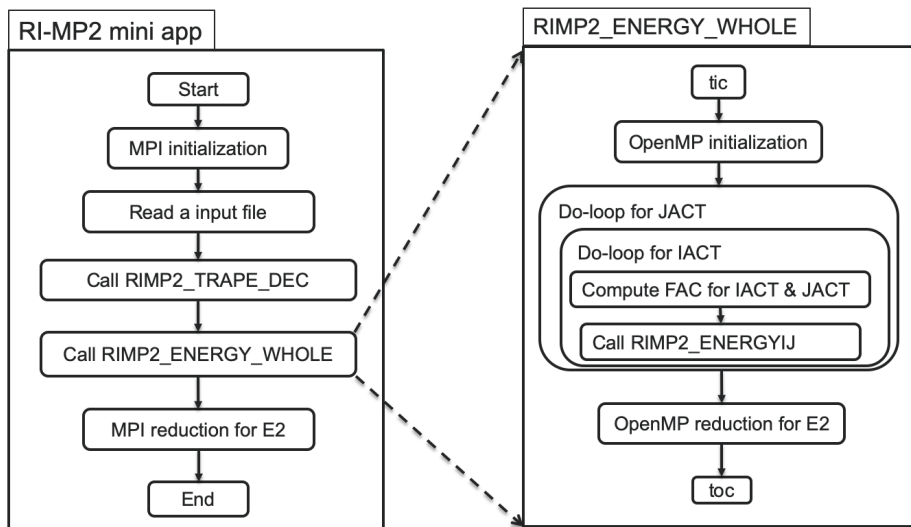 RI-MP2 mini app
Start
MPI initialization
Read a input file
Call RIMP2_TRAPE_DEC
Call RIMP2_ENERGY_WHOLE
MPI reduction for E2
End
RIMP2_ENERGY_WHOLE
tic
OpenMP initialization
Do-loop for JACT
Do-loop for IACT
Compute FAC for IACT & JACT
Call RIMP2_ENERGYIJ
OpenMP reduction for E2
toc